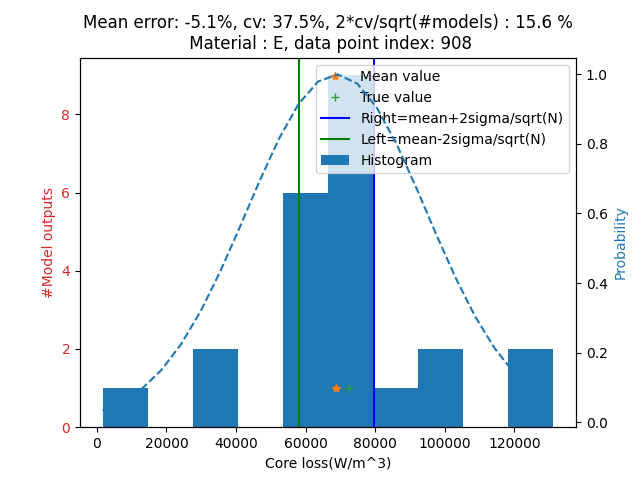 Mean error: -5.1%, cv: 37.5%, 2*cv/sqrt(#models) : 15.6 %
Material : E, data point index: 908
Mean value
True value
Right=mean+2sigma/sqrt(N)
Left=mean-2sigma/sqrt(N)
Histogram
#Model outputs
8
6
4
2
0
Probability
1.0
0.8
0.6
0.4
0.2
0.0
0 20000 40000 60000 80000 100000 120000
Core loss(W/m^3)